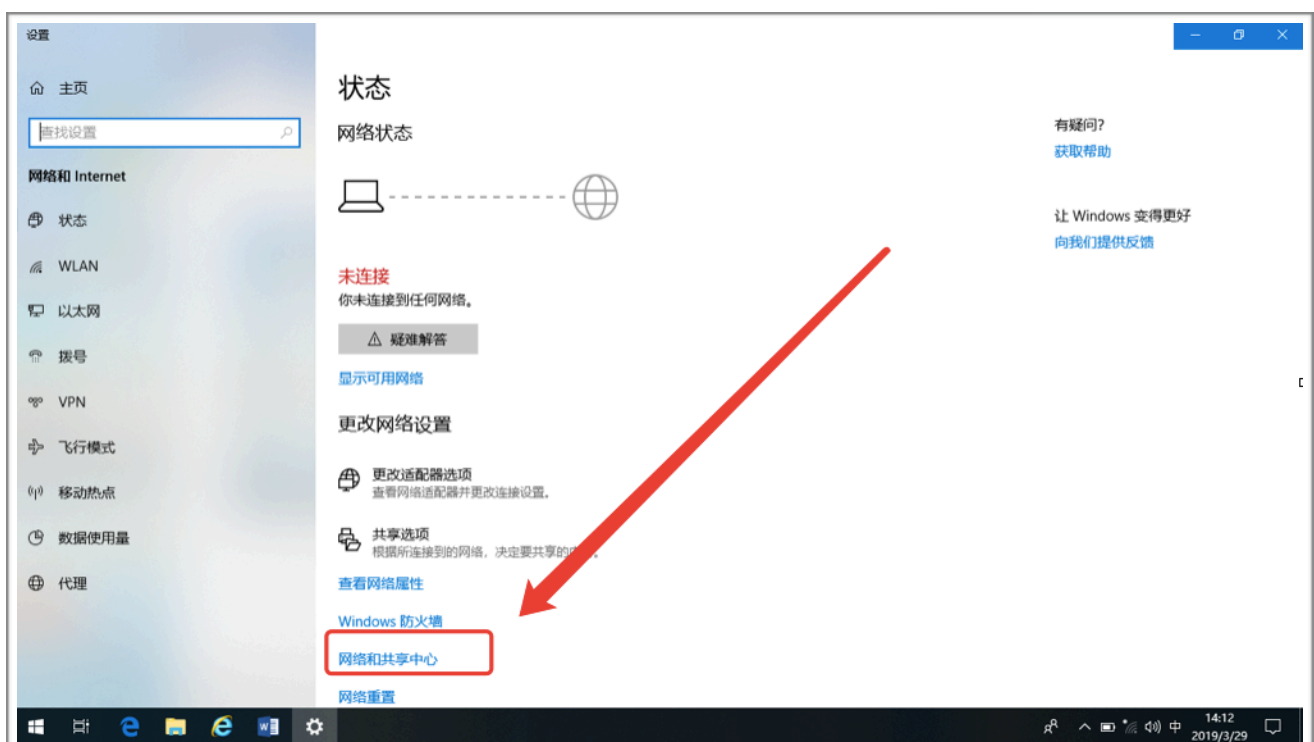 设置
主页
查找设置
网络和 Internet
状态
WLAN
以太网
拨号
VPN
飞行模式
移动热点
数据使用量
代理
状态
网络状态
未连接
你未连接到任何网络。
疑难解答
显示可用网络
更改网络设置
更改适配器选项
查看网络适配器并更改连接设置。
共享选项
根据所连接到的网络，决定要共享的
查看网络属性
Windows 防火墙
网络和共享中心
网络重置
有疑问?
获取帮助
让 Windows 变得更好
向我们提供反馈
中
14:12
2019/3/29